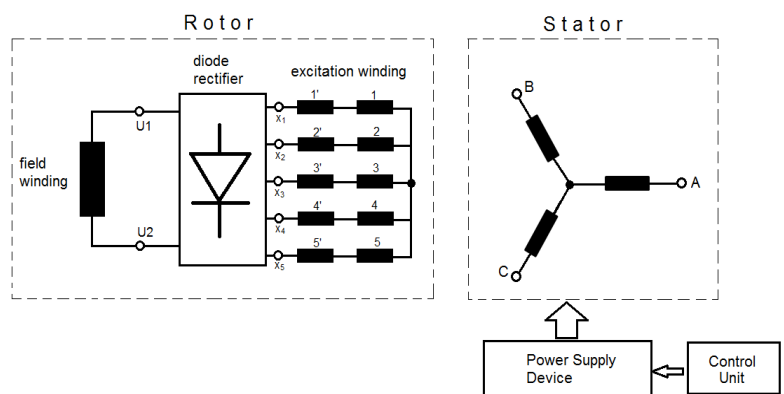 Rotor
Stator
diode
rectifier
excitation winding
field
winding
U1
U2
X1
X2
X3
X4
X5
1' 1
2' 2
3' 3
4' 4
5' 5
B
A
C
Power Supply
Device
Control
Unit